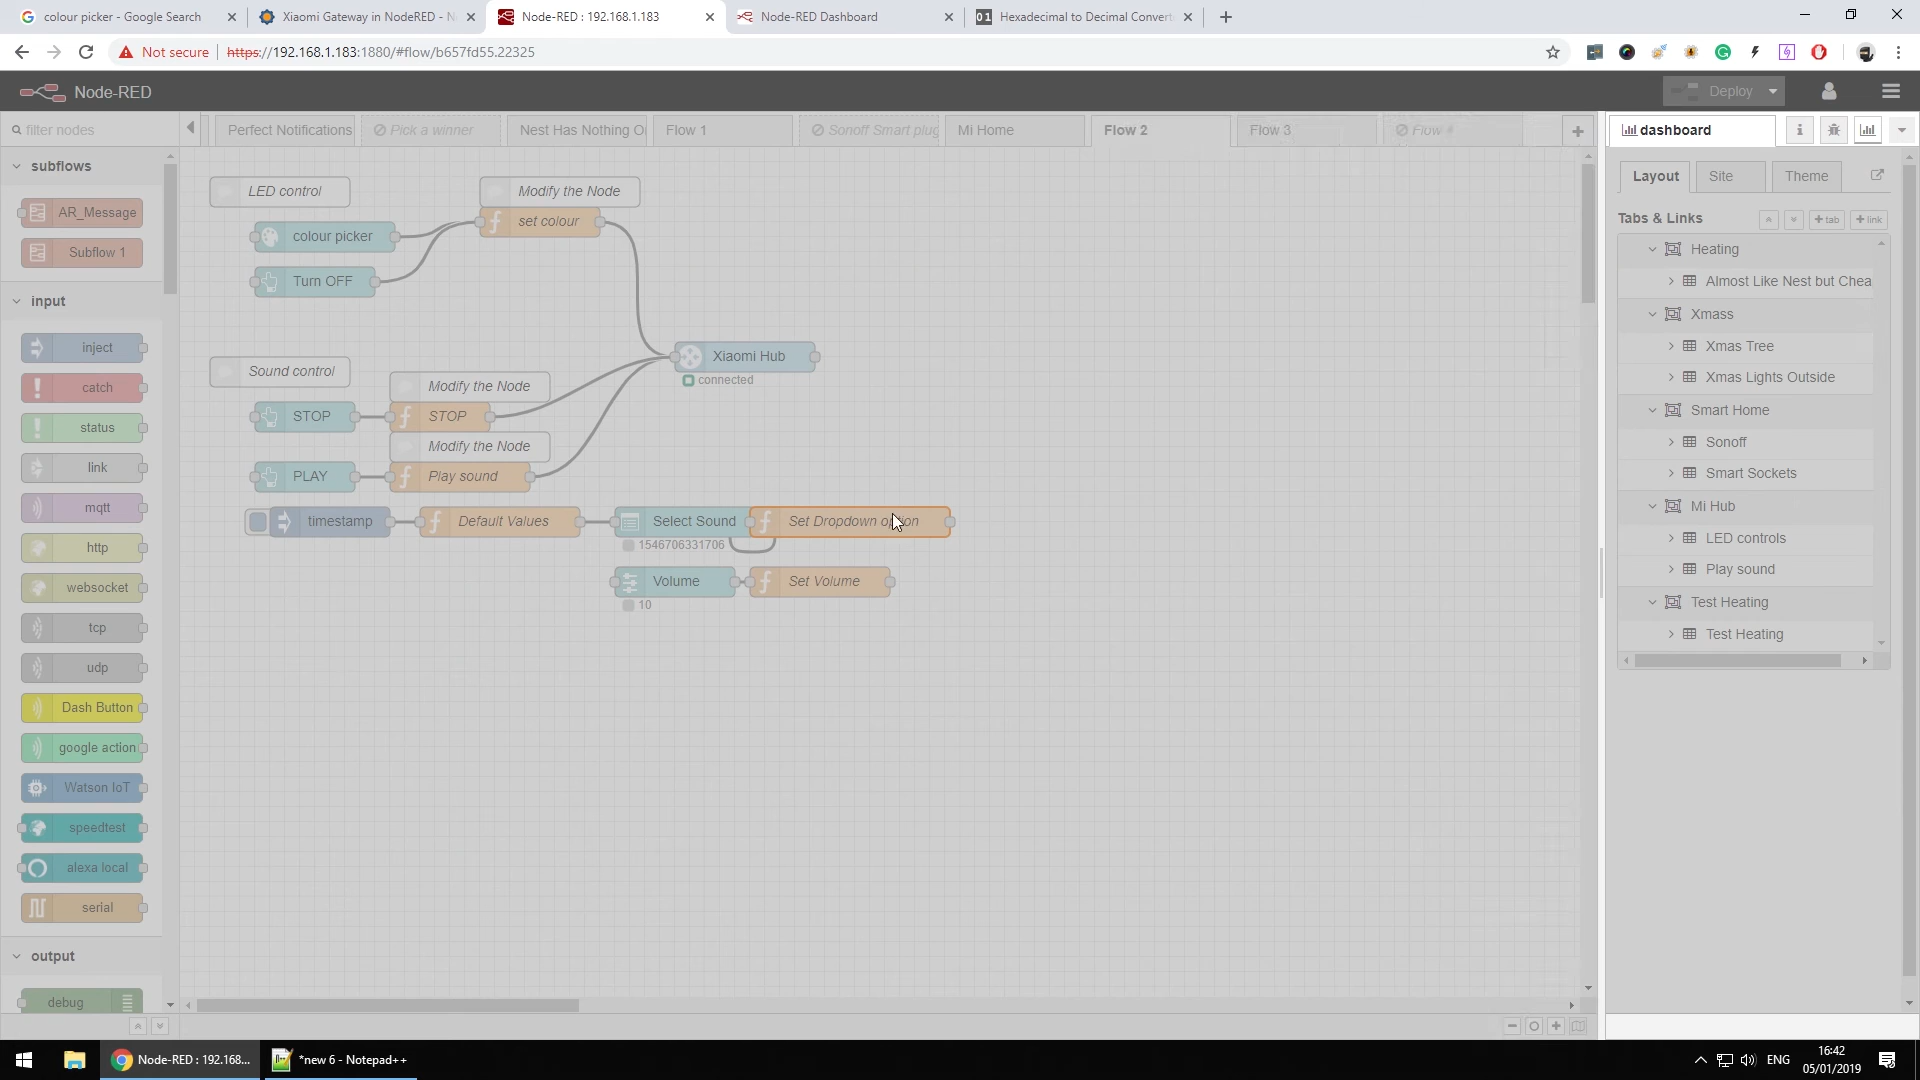 colour picker - Google Search
Xiaomi Gateway in NodeRED - N
Node-RED : 192.168.1.183
Node-RED Dashboard
Hexadecimal to Decimal Convert
Not secure
https://192.168.1.183:1880/#flow/b657fd55.22325
Node-RED
Deploy
filter nodes
Perfect Notifications
Pick a winner
Nest Has Nothing O
Flow 1
Sonoff Smart plug
Mi Home
Flow 2
Flow 3
Flow 4
dashboard
subflows
AR_Message
Subflow 1
input
inject
catch
status
link
mqtt
http
websocket
tcp
udp
Dash Button
google action
Watson IoT
speedtest
alexa local
serial
output
debug
LED control
Modify the Node
colour picker
set colour
Turn OFF
Xiaomi Hub
connected
Sound control
Modify the Node
STOP
STOP
Modify the Node
PLAY
Play sound
timestamp
Default Values
Select Sound
Set Dropdown option
1546706331706
Volume
Set Volume
10
Layout
Site
Theme
Tabs & Links
+ tab
+ link
Heating
Almost Like Nest but Chea
Xmass
Xmas Tree
Xmas Lights Outside
Smart Home
Sonoff
Smart Sockets
Mi Hub
LED controls
Play sound
Test Heating
Test Heating
Node-RED : 192.168...
*new 6 - Notepad++
ENG
16:42
05/01/2019